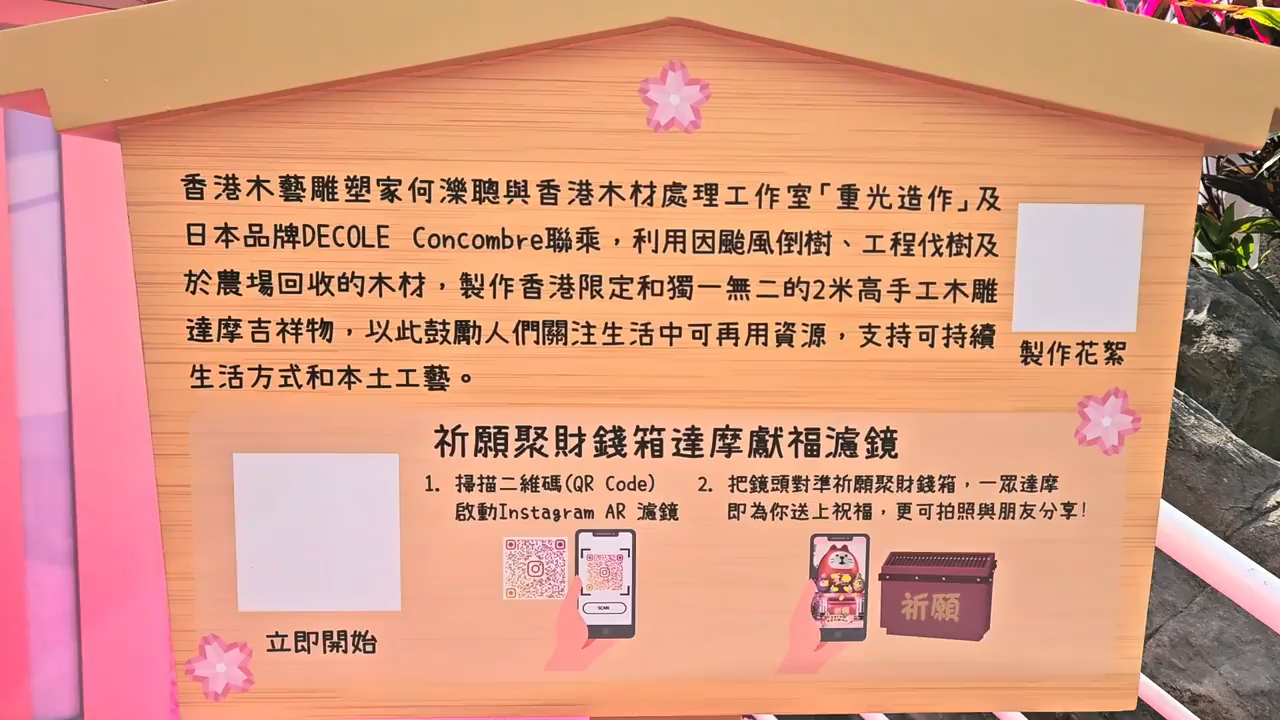 香港木藝雕塑家何濼聰與香港木材處理工作室「重光造作」及
日本品牌DECOLE Concombre聯乘，利用因颱風倒樹、工程伐樹及
於農場回收的木材，製作香港限定和獨一無二的2米高手工木雕
達摩吉祥物，以此鼓勵人們關注生活中可再用資源，支持可持續
生活方式和本土工藝。
製作花絮
祈願聚財錢箱達摩獻福濾鏡
1. 掃描二維碼(QR Code)
啟動Instagram AR 濾鏡
2. 把鏡頭對準祈願聚財錢箱，一眾達摩
即為你送上祝福，更可拍照與朋友分享!
SCAN
祈願
立即開始